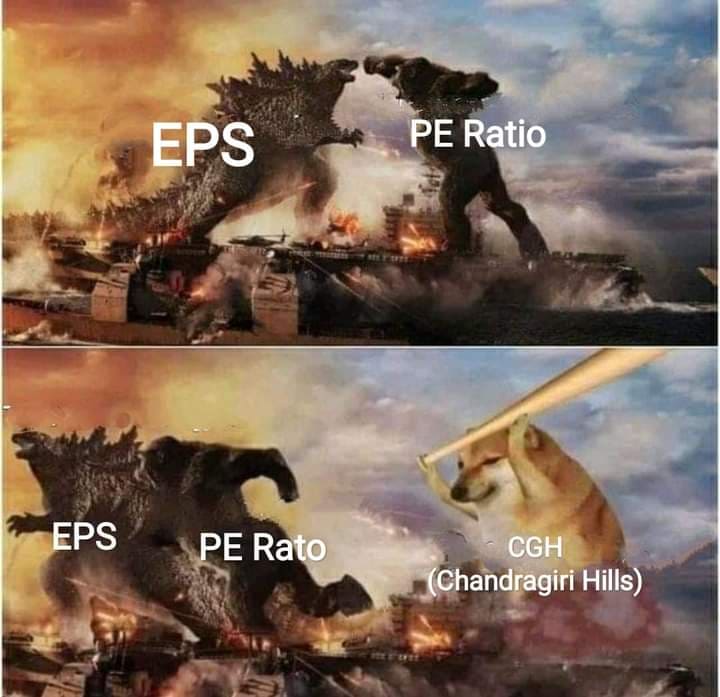 EPS
PE Ratio
EPS
PE Rato
CGH
(Chandragiri Hills)